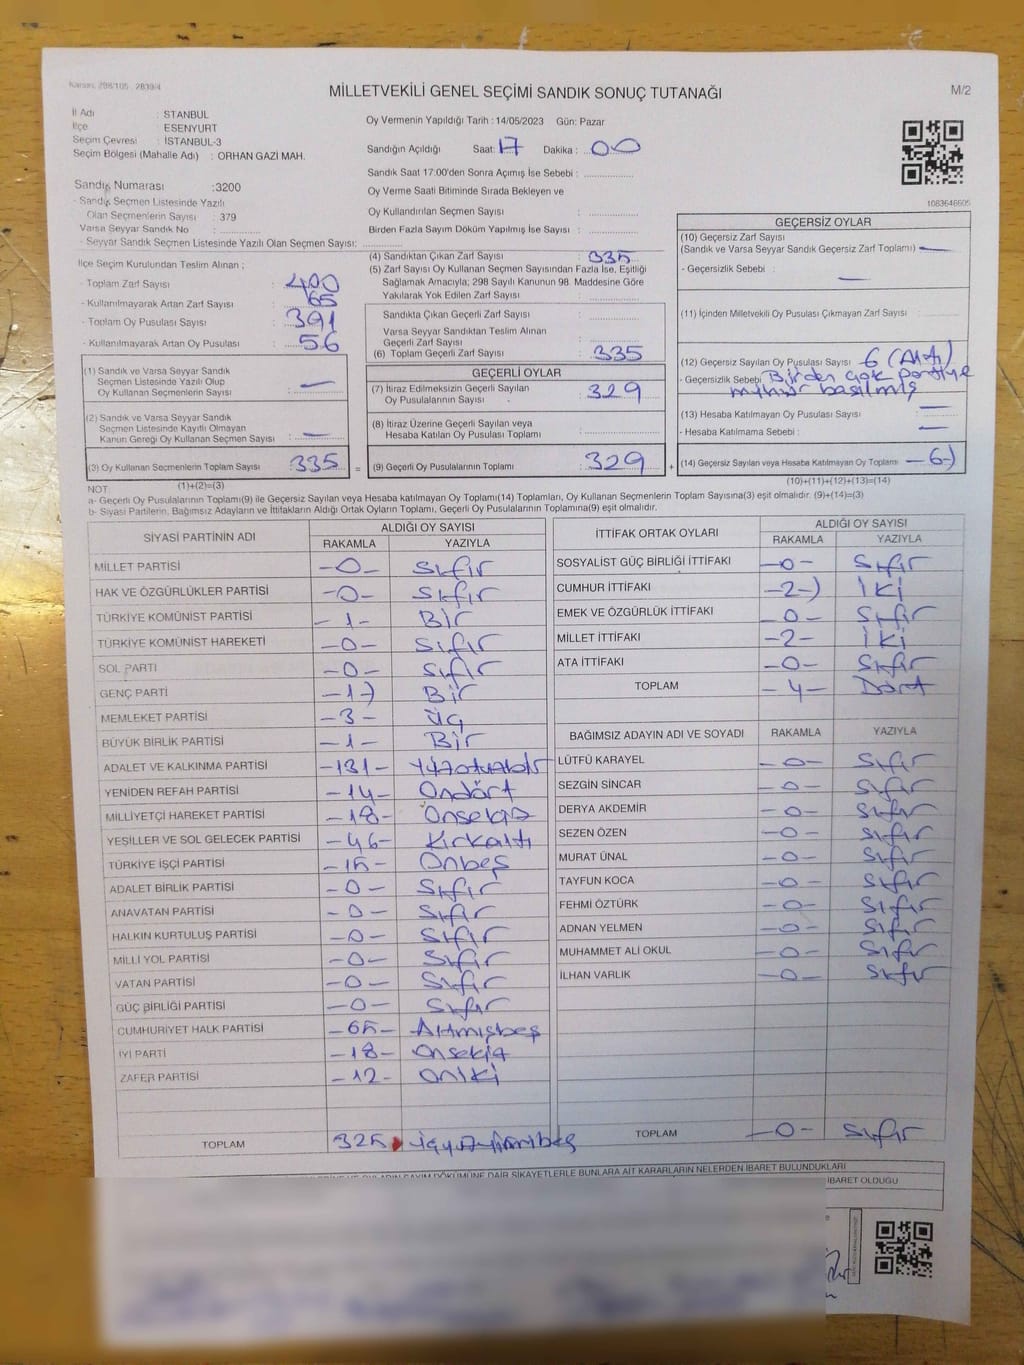 Kanun: 298/105 2839/4
MİLLETVEKİLİ GENEL SEÇİMİ SANDIK SONUÇ TUTANAĞI
M/2
İl Adı : STANBUL
İlçe : ESENYURT
Seçim Çevresi : İSTANBUL-3
Seçim Bölgesi (Mahalle Adı) : ORHAN GAZİ MAH.
Oy Vermenin Yapıldığı Tarih : 14/05/2023 Gün: Pazar
Sandığın Açıldığı Saat: 17 Dakika : 00
Sandık Saat 17:00'den Sonra Açımış İse Sebebi :
Oy Verme Saati Bitiminde Sırada Bekleyen ve
Oy Kullandırılan Seçmen Sayısı :
Birden Fazla Sayım Döküm Yapılmış İse Sayısı :
1083646605
Sandık Numarası :3200
- Sandık Seçmen Listesinde Yazılı
Olan Seçmenlerin Sayısı : 379
Varsa Seyyar Sandık No :
- Seyyar Sandık Seçmen Listesinde Yazılı Olan Seçmen Sayısı:
İlçe Seçim Kurulundan Teslim Alınan ;
- Toplam Zarf Sayısı : 400
- Kullanılmayarak Artan Zarf Sayısı : 65
- Toplam Oy Pusulası Sayısı : 391
- Kullanılmayarak Artan Oy Pusulası : 56
(4) Sandıktan Çıkan Zarf Sayısı : 335
(5) Zarf Sayısı Oy Kullanan Seçmen Sayısından Fazla İse, Eşitliği
Sağlamak Amacıyla; 298 Sayılı Kanunun 98. Maddesine Göre
Yakılarak Yok Edilen Zarf Sayısı :
Sandıkta Çıkan Geçerli Zarf Sayısı :
Varsa Seyyar Sandıktan Teslim Alınan
Geçerli Zarf Sayısı :
(6) Toplam Geçerli Zarf Sayısı : 335
GEÇERSİZ OYLAR
(10) Geçersiz Zarf Sayısı
(Sandık ve Varsa Seyyar Sandık Geçersiz Zarf Toplamı) —
- Geçersizlik Sebebi : —
(11) İçinden Milletvekili Oy Pusulası Çıkmayan Zarf Sayısı :
(12) Geçersiz Sayılan Oy Pusulası Sayısı : 6 (Altı)
- Geçersizlik Sebebi : Birden çok partiye
mühür basılmış
(13) Hesaba Katılmayan Oy Pusulası Sayısı : —
- Hesaba Katılmama Sebebi : —
(14) Geçersiz Sayılan veya Hesaba Katılmayan Oy Toplamı —6-)
(10)+(11)+(12)+(13)=(14)
(1) Sandık ve Varsa Seyyar Sandık
Seçmen Listesinde Yazılı Olup
Oy Kullanan Seçmenlerin Sayısı : —
(2) Sandık ve Varsa Seyyar Sandık
Seçmen Listesinde Kayıtlı Olmayan
Kanun Gereği Oy Kullanan Seçmen Sayısı : —
(3) Oy Kullanan Seçmenlerin Toplam Sayısı : 335 =
(1)+(2)=(3)
GEÇERLİ OYLAR
(7) İtiraz Edilmeksizin Geçerli Sayılan
Oy Pusulalarının Sayısı : 329
(8) İtiraz Üzerine Geçerli Sayılan veya
Hesaba Katılan Oy Pusulası Toplamı :
(9) Geçerli Oy Pusulalarının Toplamı : 329 +
NOT
a- Geçerli Oy Pusulalarının Toplamı(9) ile Geçersiz Sayılan veya Hesaba katılmayan Oy Toplamı(14) Toplamları, Oy Kullanan Seçmenlerin Toplam Sayısına(3) eşit olmalıdır. (9)+(14)=(3)
b- Siyasi Partilerin, Bağımsız Adayların ve İttifakların Aldığı Ortak Oyların Toplamı, Geçerli Oy Pusulalarının Toplamına(9) eşit olmalıdır.
SİYASİ PARTİNİN ADI ALDIĞI OY SAYISI
RAKAMLA YAZIYLA
MİLLET PARTİSİ —0— Sıfır
HAK VE ÖZGÜRLÜKLER PARTİSİ —0— Sıfır
TÜRKİYE KOMÜNİST PARTİSİ —1— Bir
TÜRKİYE KOMÜNİST HAREKETİ —0— Sıfır
SOL PARTİ —0— Sıfır
GENÇ PARTİ —1-) Bir
MEMLEKET PARTİSİ —3— Üç
BÜYÜK BİRLİK PARTİSİ —1— Bir
ADALET VE KALKINMA PARTİSİ —131— Yüzotuzbir
YENİDEN REFAH PARTİSİ —14— Ondört
MİLLİYETÇİ HAREKET PARTİSİ —18— Onsekiz
YEŞİLLER VE SOL GELECEK PARTİSİ —46— Kırkaltı
TÜRKİYE İŞÇİ PARTİSİ —15— Onbeş
ADALET BİRLİK PARTİSİ —0— Sıfır
ANAVATAN PARTİSİ —0— Sıfır
HALKIN KURTULUŞ PARTİSİ —0— Sıfır
MİLLİ YOL PARTİSİ —0— Sıfır
VATAN PARTİSİ —0— Sıfır
GÜÇ BİRLİĞİ PARTİSİ —0— Sıfır
CUMHURİYET HALK PARTİSİ —65— Altmışbeş
İYİ PARTİ —18— Onsekiz
ZAFER PARTİSİ —12— Oniki
TOPLAM 325 üçyüzyirmibeş
İTTİFAK ORTAK OYLARI ALDIĞI OY SAYISI
RAKAMLA YAZIYLA
SOSYALİST GÜÇ BİRLİĞİ İTTİFAKI —0— Sıfır
CUMHUR İTTİFAKI —2-) İki
EMEK VE ÖZGÜRLÜK İTTİFAKI —0— Sıfır
MİLLET İTTİFAKI —2— İki
ATA İTTİFAKI —0— Sıfır
TOPLAM —4— Dört
BAĞIMSIZ ADAYIN ADI VE SOYADI RAKAMLA YAZIYLA
LÜTFÜ KARAYEL —0— Sıfır
SEZGİN SİNCAR —0— Sıfır
DERYA AKDEMİR —0— Sıfır
SEZEN ÖZEN —0— Sıfır
MURAT ÜNAL —0— Sıfır
TAYFUN KOCA —0— Sıfır
FEHMİ ÖZTÜRK —0— Sıfır
ADNAN YELMEN —0— Sıfır
MUHAMMET ALİ OKUL —0— Sıfır
İLHAN VARLIK —0— Sıfır
TOPLAM —0— Sıfır
DÖKÜMÜNE DAİR ŞİKAYETLERLE BUNLARA AİT KARARLARIN NELERDEN İBARET BULUNDUKLARI
İBARET OLDUĞU